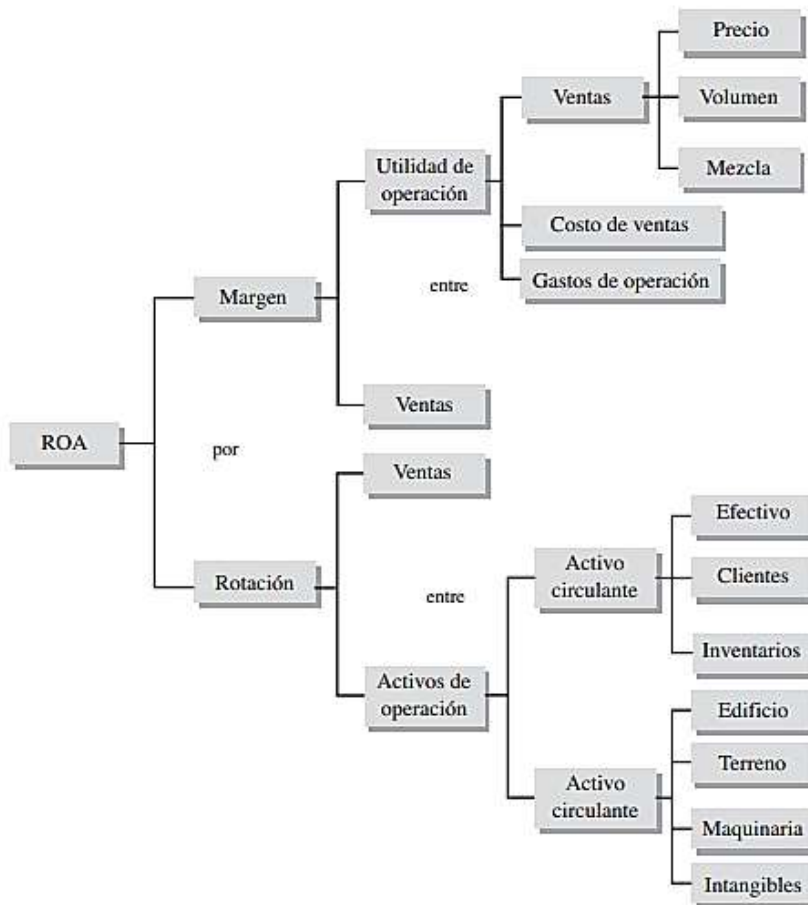 Precio
Ventas
Volumen
Mezcla
Utilidad de
operación
Costo de ventas
entre
Gastos de operación
Margen
Ventas
ROA
por
Ventas
Rotación
entre
Activo
circulante
Efectivo
Clientes
Inventarios
Activos de
operación
Edificio
Terreno
Activo
circulante
Maquinaria
Intangibles